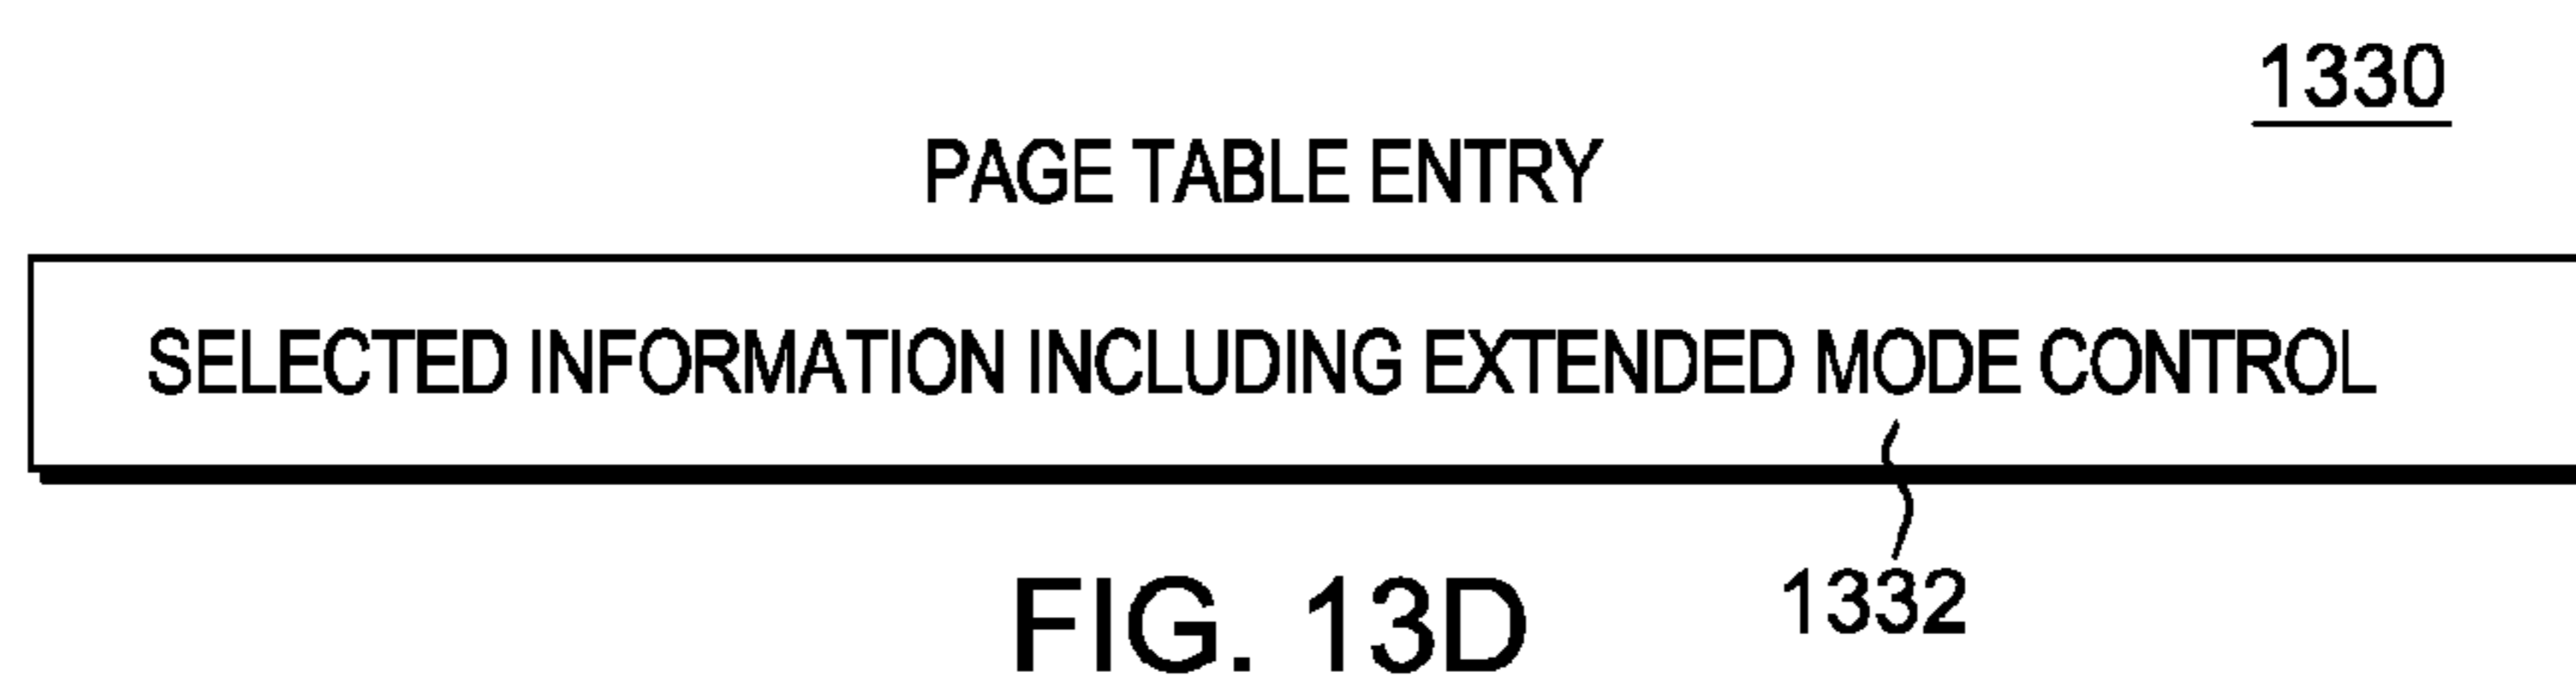 1330
PAGE TABLE ENTRY
SELECTED INFORMATION INCLUDING EXTENDED MODE CONTROL
1332
FIG. 13D